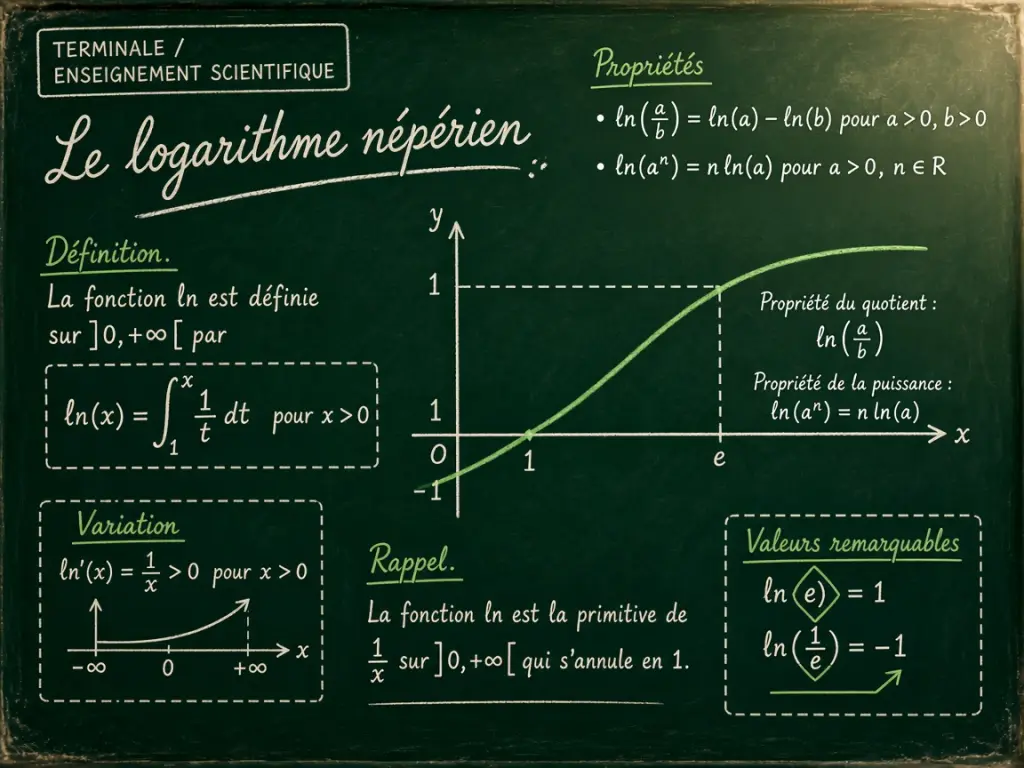 TERMINALE /
ENSEIGNEMENT SCIENTIFIQUE
Le logarithme népérien
Propriétés
• ln(a/b) = ln(a) – ln(b) pour a > 0, b > 0
• ln(aⁿ) = n ln(a) pour a > 0, n ∈ R
Définition.
La fonction ln est définie
sur ]0, +∞[ par
ln(x) = ∫₁ˣ 1/t dt pour x > 0
y
1
1
0
-1
1
e
x
Propriété du quotient :
ln(a/b)
Propriété de la puissance :
ln(aⁿ) = n ln(a)
Variation
ln'(x) = 1/x > 0 pour x > 0
x
-∞ 0 +∞
Rappel.
La fonction ln est la primitive de
1/x sur ]0, +∞[ qui s'annule en 1.
Valeurs remarquables
ln e) = 1
ln(1/e) = -1